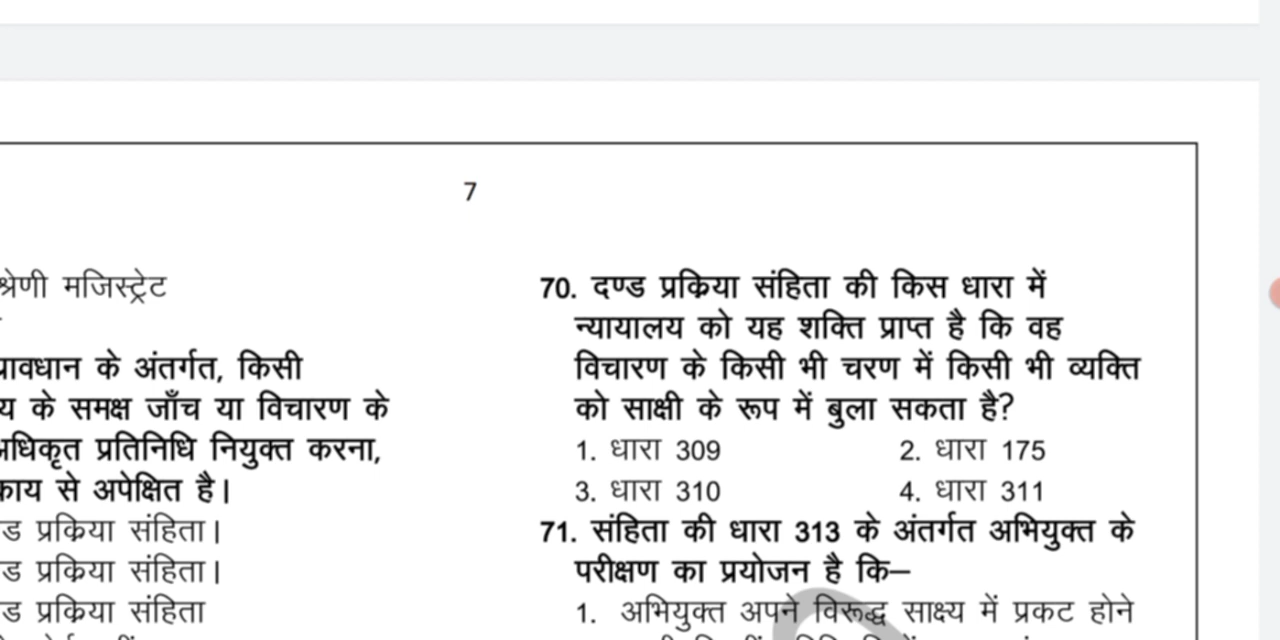 7
श्रेणी मजिस्ट्रेट
के अंतर्गत, किसी
के समक्ष जाँच या विचारण के
अधिकृत प्रतिनिधि नियुक्त करना,
से अपेक्षित है।
प्रक्रिया संहिता।
प्रक्रिया संहिता।
प्रक्रिया संहिता
70. दण्ड प्रक्रिया संहिता की किस धारा में
न्यायालय को यह शक्ति प्राप्त है कि वह
विचारण के किसी भी चरण में किसी भी व्यक्ति
को साक्षी के रूप में बुला सकता है?
1. धारा 309 2. धारा 175
3. धारा 310 4. धारा 311
71. संहिता की धारा 313 के अंतर्गत अभियुक्त के
परीक्षण का प्रयोजन है कि–
1. अभियुक्त अपने विरूद्ध साक्ष्य में प्रकट होने